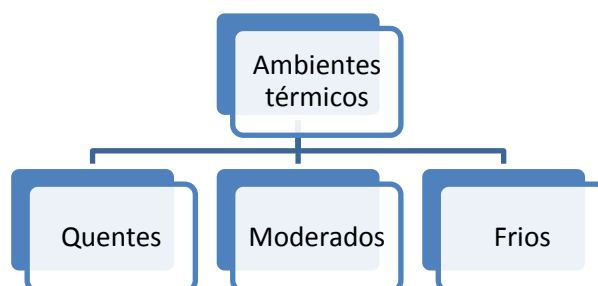 Ambientes
térmicos
Quentes
Moderados
Frios